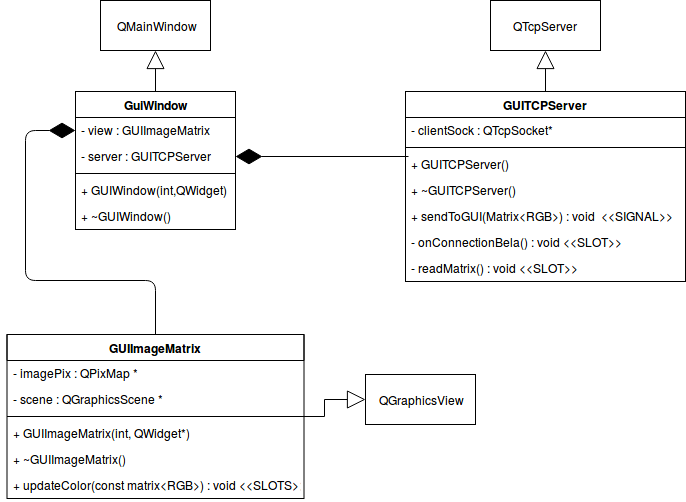 QMainWindow
QTcpServer
GuiWindow
- view : GUIImageMatrix
- server : GUITCPServer
+ GUIWindow(int,QWidget)
+ ~GUIWindow()
GUITCPServer
- clientSock : QTcpSocket*
+ GUITCPServer()
+ ~GUITCPServer()
+ sendToGUI(Matrix<RGB>) : void <<SIGNAL>>
- onConnectionBela() : void <<SLOT>>
- readMatrix() : void <<SLOT>>
GUIImageMatrix
- imagePix : QPixMap *
- scene : QGraphicsScene *
+ GUIImageMatrix(int, QWidget*)
+ ~GUIImageMatrix()
+ updateColor(const matrix<RGB>) : void <<SLOTS>
QGraphicsView